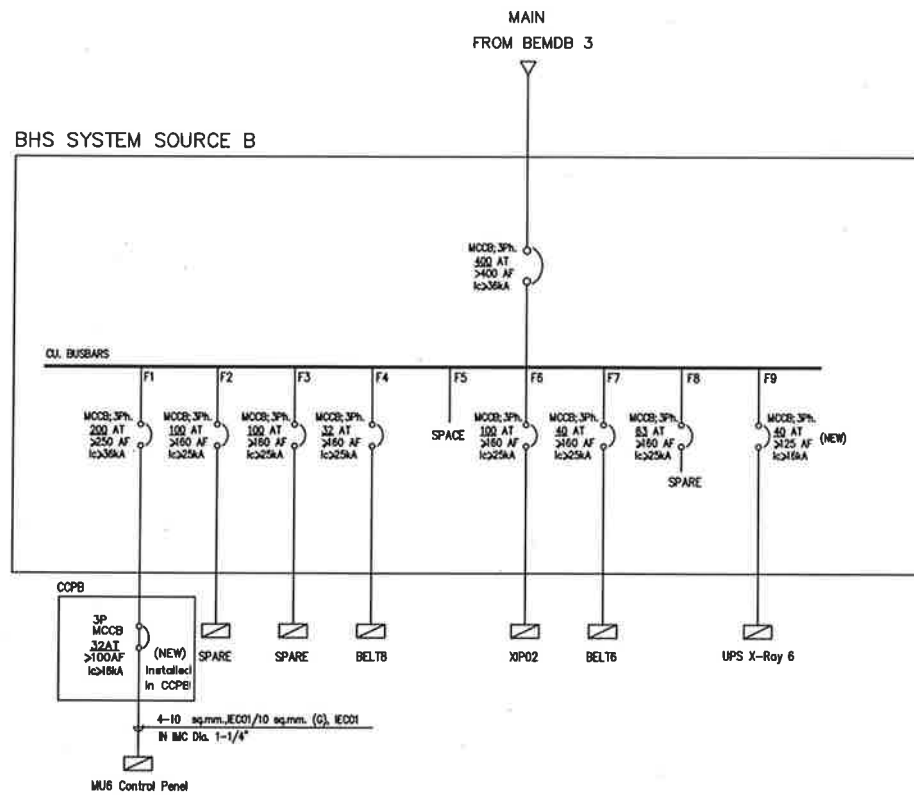 MAIN
FROM BEMDB 3
BHS SYSTEM SOURCE B
MCCB;3Ph.
400 AT
>400 AF
Ic>36kA
CU. BUSBARS
F1
F2
F3
F4
F5
F6
F7
F8
F9
MCCB;3Ph.
200 AT
>250 AF
Ic>36kA
MCCB;3Ph.
100 AT
>160 AF
Ic>25kA
MCCB;3Ph.
100 AT
>160 AF
Ic>25kA
MCCB;3Ph.
32 AT
>160 AF
Ic>25kA
SPACE
MCCB;3Ph.
100 AT
>160 AF
Ic>25kA
MCCB;3Ph.
40 AT
>160 AF
Ic>25kA
MCCB;3Ph.
63 AT
>160 AF
Ic>25kA
SPARE
MCCB;3Ph.
40 AT
>125 AF
Ic>16kA
(NEW)
CCPB
3P
MCCB
32AT
>100AF
Ic>16kA
(NEW)
Installed
In CCPB
SPARE
SPARE
BELT8
XIP02
BELT6
UPS X-Ray 6
4-10 sq.mm.,IEC01/10 sq.mm. (G), IEC01
IN IMC Dia. 1-1/4"
MU6 Control Panel